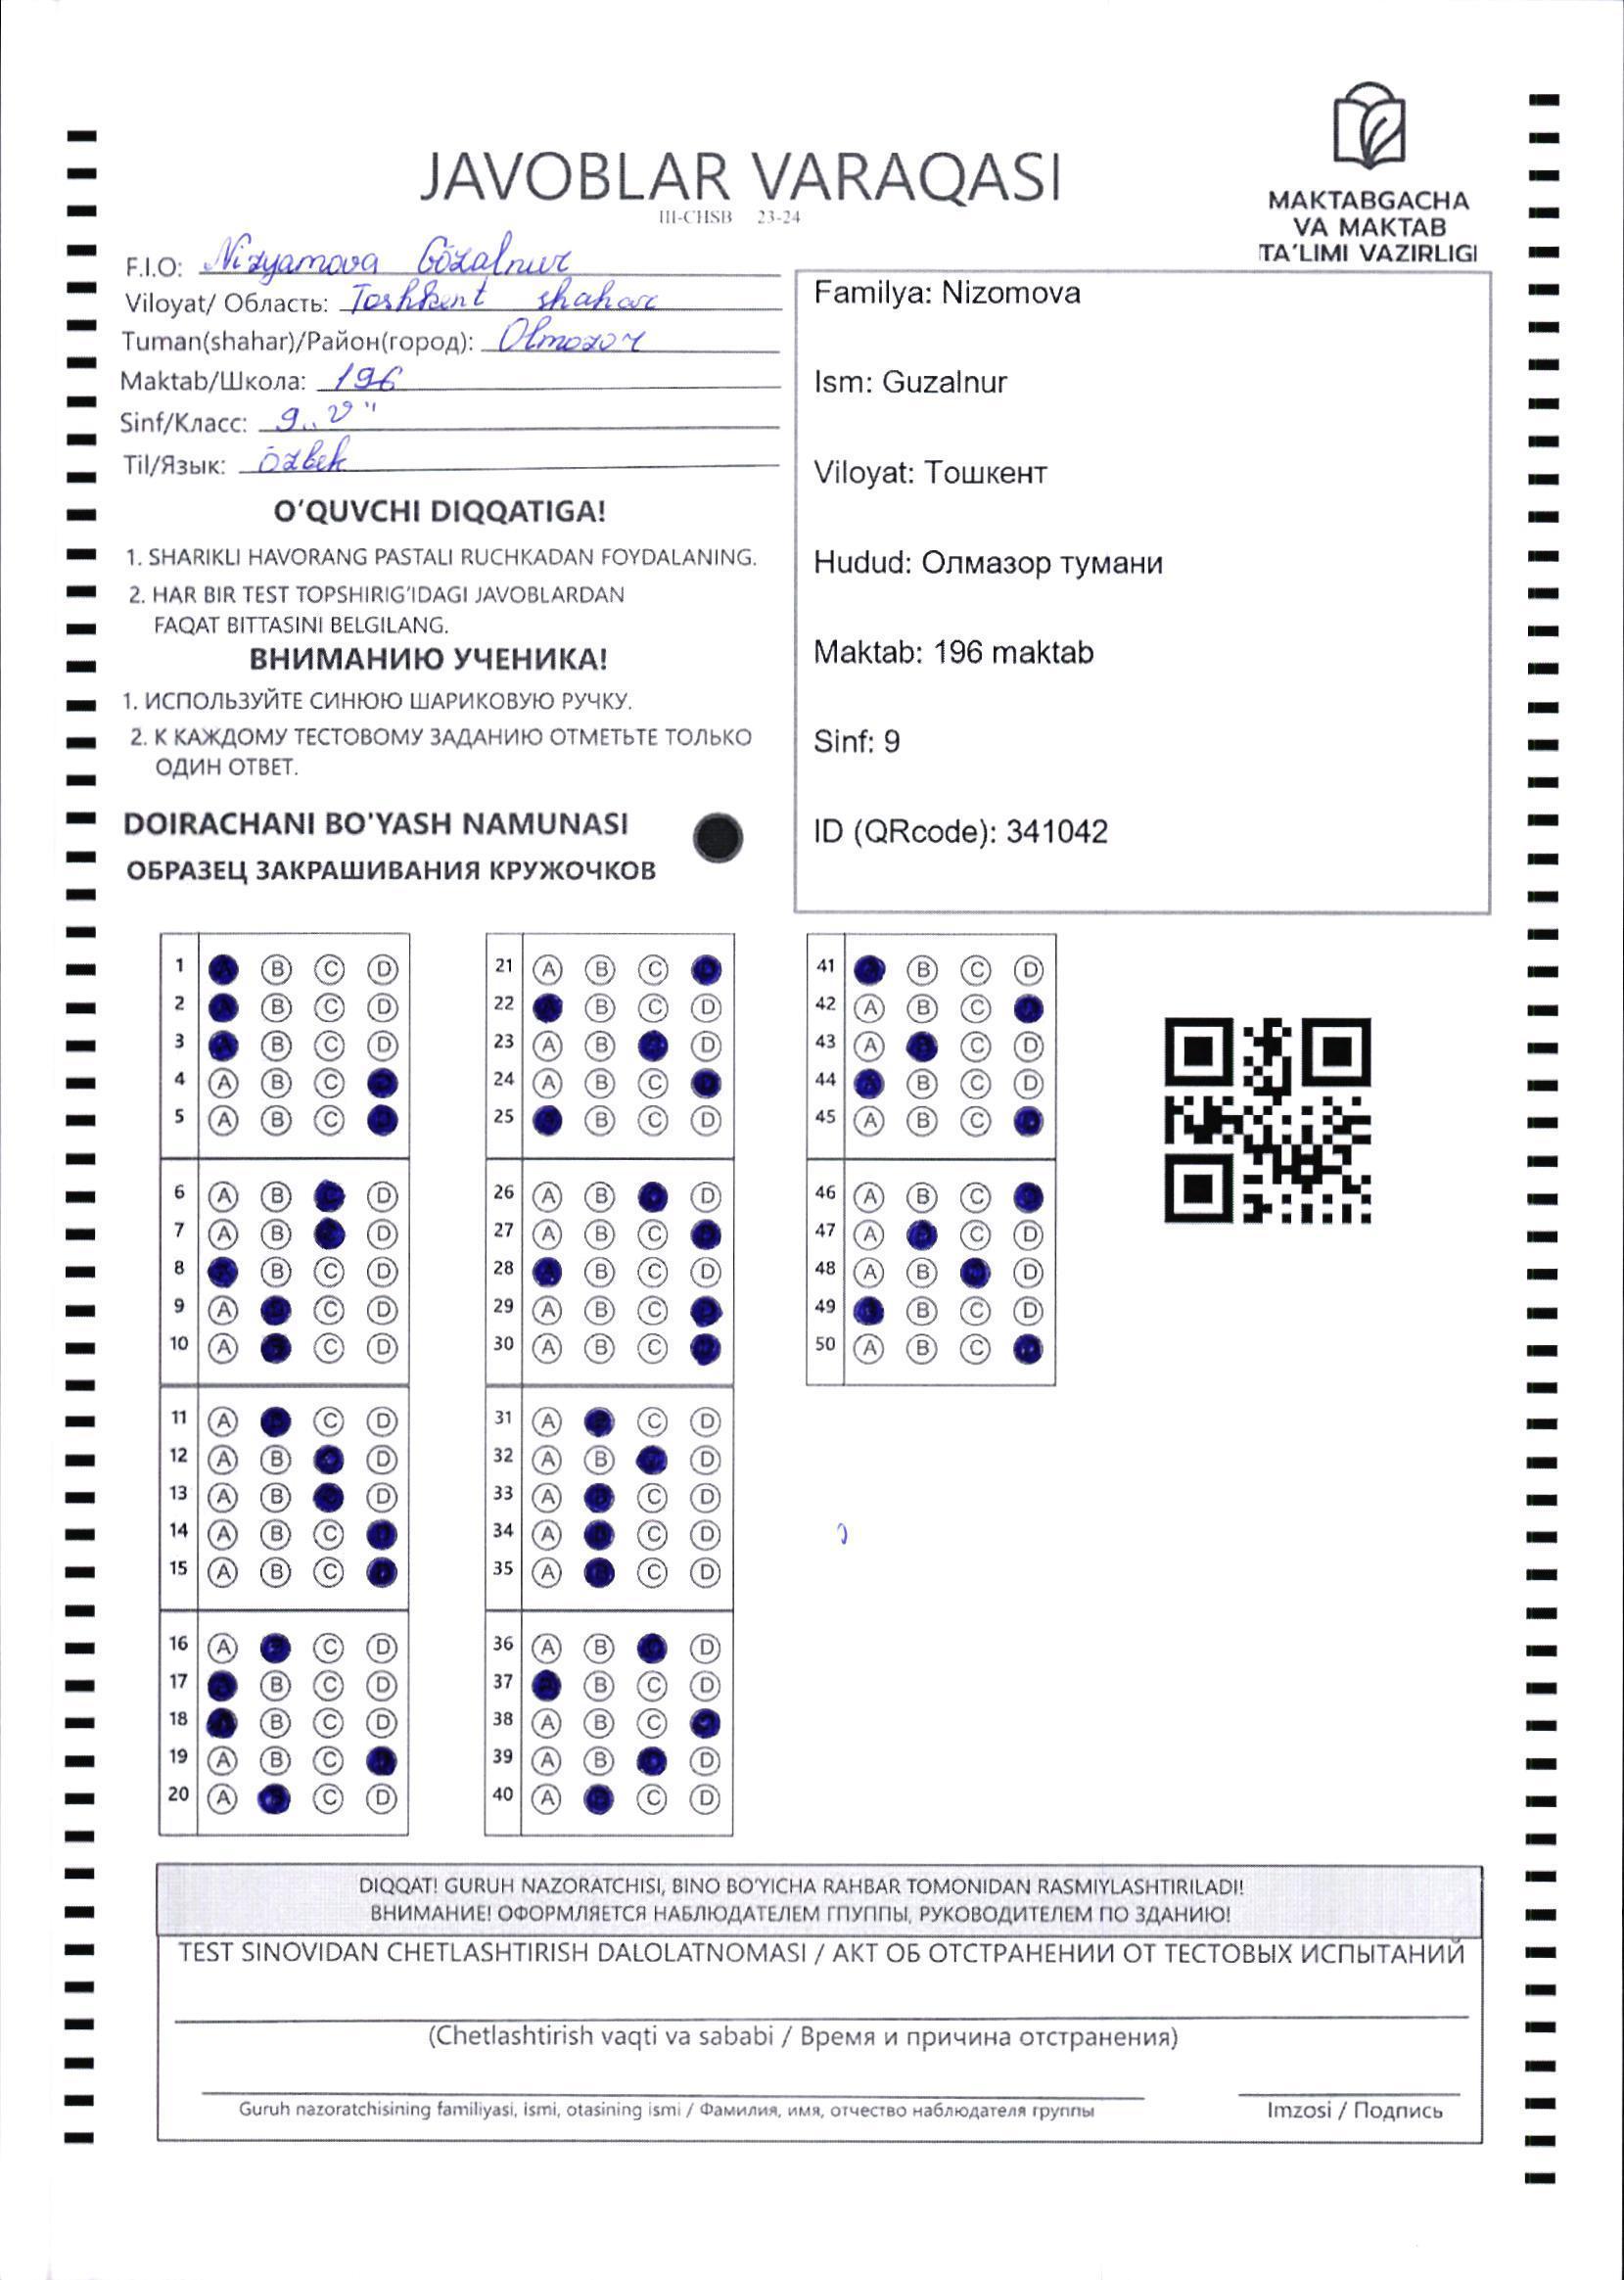 JAVOBLAR VARAQASI
III-CHSB 23-24
MAKTABGACHA
VA MAKTAB
TA'LIMI VAZIRLIGI
F.I.O: Nizyamova Gözalnur
Viloyat/ Область: Toshkent shahar
Tuman(shahar)/Район(город): Olmozor
Maktab/Школа: 196
Sinf/Класс: 9 „V"
Til/Язык: özbek
O'QUVCHI DIQQATIGA!
1. SHARIKLI HAVORANG PASTALI RUCHKADAN FOYDALANING.
2. HAR BIR TEST TOPSHIRIG'IDAGI JAVOBLARDAN
FAQAT BITTASINI BELGILANG.
ВНИМАНИЮ УЧЕНИКА!
1. ИСПОЛЬЗУЙТЕ СИНЮЮ ШАРИКОВУЮ РУЧКУ.
2. К КАЖДОМУ ТЕСТОВОМУ ЗАДАНИЮ ОТМЕТЬТЕ ТОЛЬКО
ОДИН ОТВЕТ.
DOIRACHANI BO'YASH NAMUNASI
ОБРАЗЕЦ ЗАКРАШИВАНИЯ КРУЖОЧКОВ
Familya: Nizomova
Ism: Guzalnur
Viloyat: Тошкент
Hudud: Олмазор тумани
Maktab: 196 maktab
Sinf: 9
ID (QRcode): 341042
1 A B C D
2 A B C D
3 A B C D
4 A B C
5 A B C
6 A B D
7 A B D
8 A B C D
9 A C D
10 A C D
11 A C D
12 A B D
13 A B D
14 A B C
15 A B C
16 A C D
17 B C D
18 A B C D
19 A B C
20 A C D
21 A B C
22 A B C D
23 A B D
24 A B C
25 B C D
26 A B D
27 A B C
28 A B C D
29 A B C
30 A B C
31 A C D
32 A B D
33 A C D
34 A C D
35 A C D
36 A B D
37 B C D
38 A B C
39 A B D
40 A C D
41 B C D
42 A B C
43 A C D
44 A B C D
45 A B C
46 A B C
47 A C D
48 A B D
49 B C D
50 A B C
DIQQAT! GURUH NAZORATCHISI, BINO BO'YICHA RAHBAR TOMONIDAN RASMIYLASHTIRILADI!
ВНИМАНИЕ! ОФОРМЛЯЕТСЯ НАБЛЮДАТЕЛЕМ ГПУППЫ, РУКОВОДИТЕЛЕМ ПО ЗДАНИЮ!
TEST SINOVIDAN CHETLASHTIRISH DALOLATNOMASI / АКТ ОБ ОТСТРАНЕНИИ ОТ ТЕСТОВЫХ ИСПЫТАНИЙ
(Chetlashtirish vaqti va sababi / Время и причина отстранения)
Guruh nazoratchisining familiyasi, ismi, otasining ismi / Фамилия, имя, отчество наблюдателя группы
Imzosi / Подпись